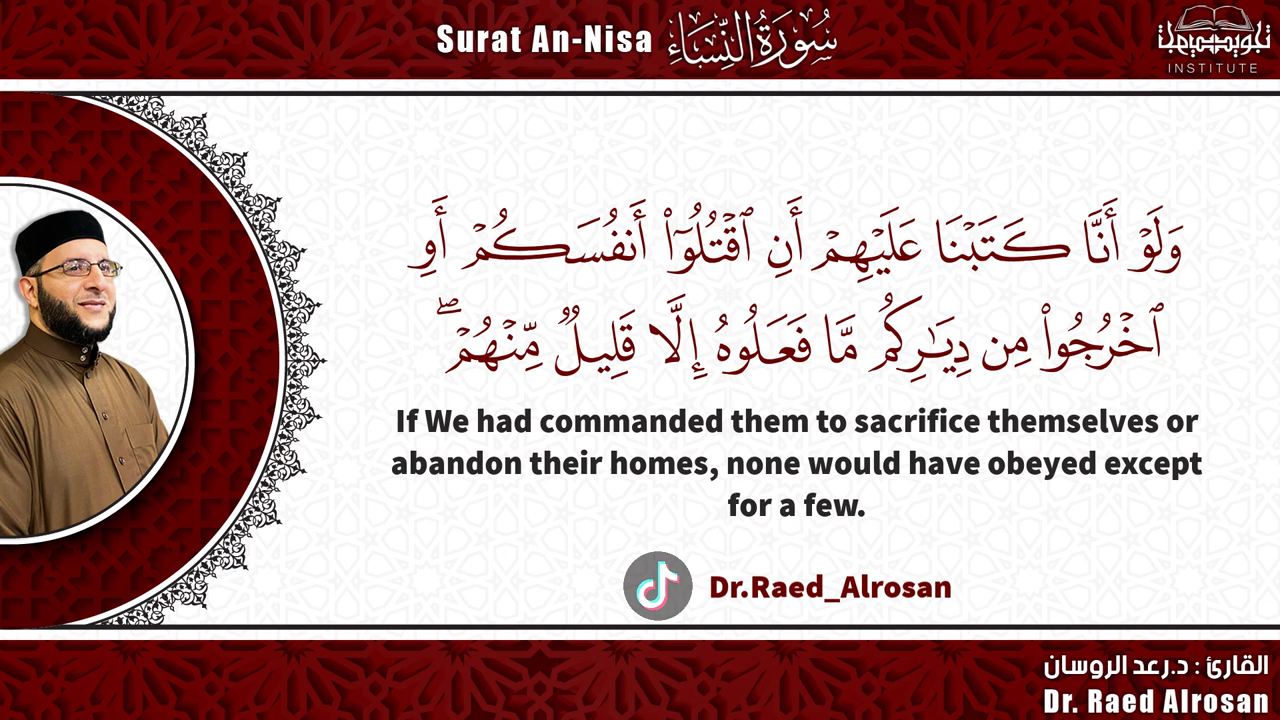 Surat An-Nisa سُورَةُ النِّسَاءِ
INSTITUTE
وَلَوْ أَنَّا كَتَبْنَا عَلَيْهِمْ أَنِ ٱقْتُلُوٓا۟ أَنفُسَكُمْ أَوِ
ٱخْرُجُوا۟ مِن دِيَـٰرِكُم مَّا فَعَلُوهُ إِلَّا قَلِيلٌ مِّنْهُمْ ۖ
If We had commanded them to sacrifice themselves or
abandon their homes, none would have obeyed except
for a few.
Dr.Raed_Alrosan
القارئ : د.رعد الروسان
Dr. Raed Alrosan